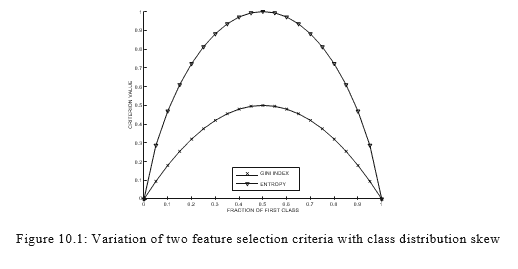 1
0.9
0.8
0.7
0.6
0.5
0.4
0.3
0.2
0.1
0
CRITERION VALUE
GINI INDEX
ENTROPY
0 0.1 0.2 0.3 0.4 0.5 0.6 0.7 0.8 0.9 1
FRACTION OF FIRST CLASS
Figure 10.1: Variation of two feature selection criteria with class distribution skew